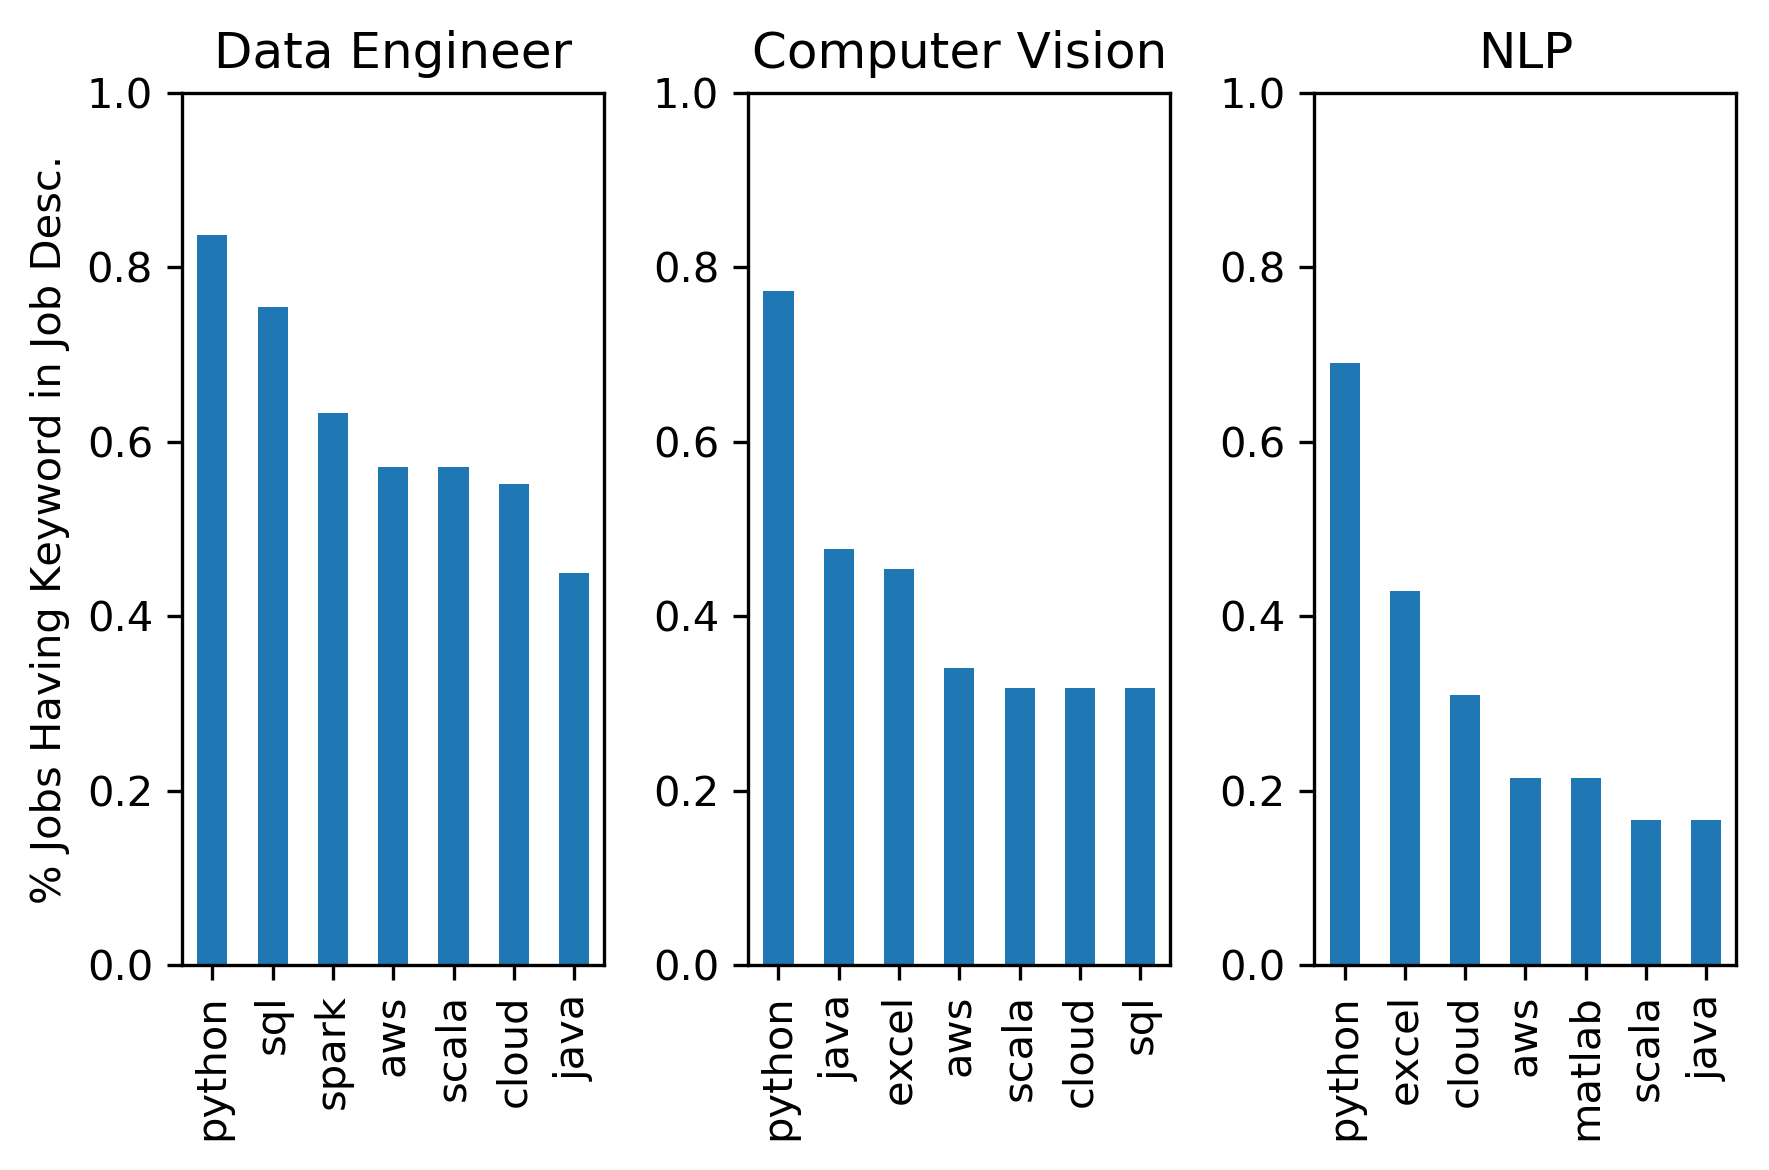 Data Engineer
Computer Vision
NLP
% Jobs Having Keyword in Job Desc.
1.0
0.8
0.6
0.4
0.2
0.0
python
sql
spark
aws
scala
cloud
java
1.0
0.8
0.6
0.4
0.2
0.0
python
java
excel
aws
scala
cloud
sql
1.0
0.8
0.6
0.4
0.2
0.0
python
excel
cloud
aws
matlab
scala
java